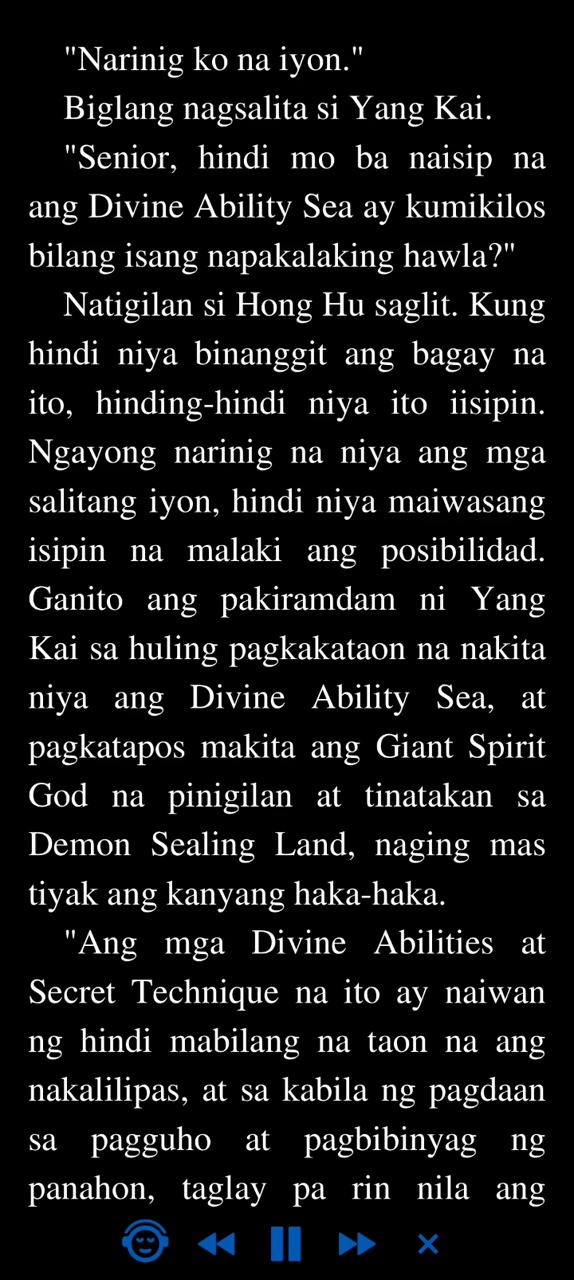 "Narinig ko na iyon."
Biglang nagsalita si Yang Kai.
"Senior, hindi mo ba naisip na
ang Divine Ability Sea ay kumikilos
bilang isang napakalaking hawla?"
Natigilan si Hong Hu saglit. Kung
hindi niya binanggit ang bagay na
ito, hinding-hindi niya ito iisipin.
Ngayong narinig na niya ang mga
salitang iyon, hindi niya maiwasang
isipin na malaki ang posibilidad.
Ganito ang pakiramdam ni Yang
Kai sa huling pagkakataon na nakita
niya ang Divine Ability Sea, at
pagkatapos makita ang Giant Spirit
God na pinigilan at tinatakan sa
Demon Sealing Land, naging mas
tiyak ang kanyang haka-haka.
"Ang mga Divine Abilities at
Secret Technique na ito ay naiwan
ng hindi mabilang na taon na ang
nakalilipas, at sa kabila ng pagdaan
sa pagguho at pagbibinyag ng
panahon, taglay pa rin nila ang